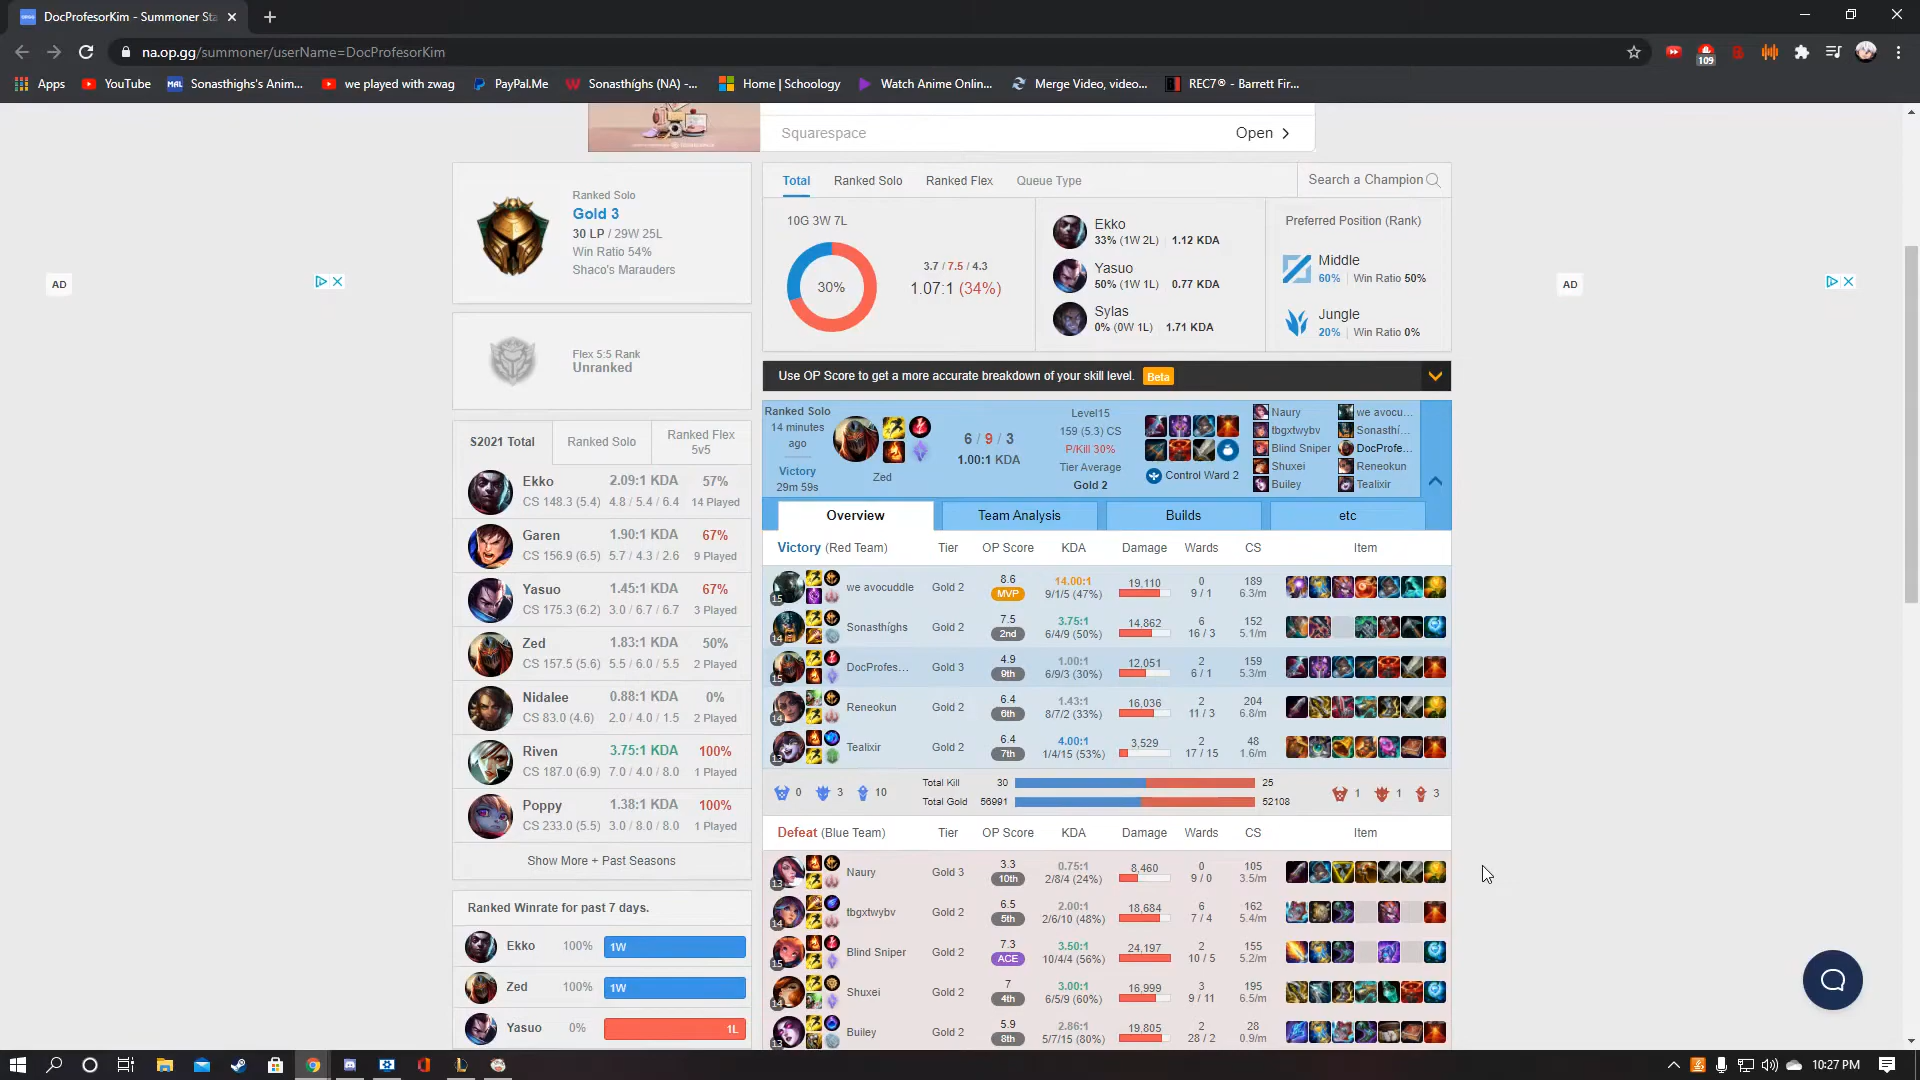 DocProfesorKim - Summoner Sta
na.op.gg/summoner/userName=DocProfesorKim
109
Apps YouTube Sonasthighs's Anim... we played with zwag PayPal.Me Sonasthíghs (NA) -... Home | Schoology Watch Anime Onlin... Merge Video, video... REC7® - Barrett Fir...
Squarespace Open
AD
AD
Ranked Solo
Gold 3
30 LP / 29W 25L
Win Ratio 54%
Shaco's Marauders
Flex 5:5 Rank
Unranked
S2021 Total Ranked Solo Ranked Flex 5v5
Ekko 2.09:1 KDA 57%
CS 148.3 (5.4) 4.8 / 5.4 / 6.4 14 Played
Garen 1.90:1 KDA 67%
CS 156.9 (6.5) 5.7 / 4.3 / 2.6 9 Played
Yasuo 1.45:1 KDA 67%
CS 175.3 (6.2) 3.0 / 6.7 / 6.7 3 Played
Zed 1.83:1 KDA 50%
CS 157.5 (5.6) 5.5 / 6.0 / 5.5 2 Played
Nidalee 0.88:1 KDA 0%
CS 83.0 (4.6) 2.0 / 4.0 / 1.5 2 Played
Riven 3.75:1 KDA 100%
CS 187.0 (6.9) 7.0 / 4.0 / 8.0 1 Played
Poppy 1.38:1 KDA 100%
CS 233.0 (5.5) 3.0 / 8.0 / 8.0 1 Played
Show More + Past Seasons
Ranked Winrate for past 7 days.
Ekko 100% 1W
Zed 100% 1W
Yasuo 0% 1L
Total Ranked Solo Ranked Flex Queue Type Search a Champion
10G 3W 7L
30%
3.7 / 7.5 / 4.3
1.07:1 (34%)
Ekko
33% (1W 2L) 1.12 KDA
Yasuo
50% (1W 1L) 0.77 KDA
Sylas
0% (0W 1L) 1.71 KDA
Preferred Position (Rank)
Middle
60% Win Ratio 50%
Jungle
20% Win Ratio 0%
Use OP Score to get a more accurate breakdown of your skill level. Beta
Ranked Solo
14 minutes
ago
Victory
29m 59s
Zed
6 / 9 / 3
1.00:1 KDA
Level15
159 (5.3) CS
P/Kill 30%
Tier Average
Gold 2
Control Ward 2
Naury we avocu...
tbgxtwybv Sonasthí...
Blind Sniper DocProfe...
Shuxei Reneokun
Builey Tealixir
Overview Team Analysis Builds etc
Victory (Red Team) Tier OP Score KDA Damage Wards CS Item
15 we avocuddle Gold 2 8.6 MVP 14.00:1 9/1/5 (47%) 19,110 0 9 / 1 189 6.3/m
14 Sonasthíghs Gold 2 7.5 2nd 3.75:1 6/4/9 (50%) 14,862 6 16 / 3 152 5.1/m
15 DocProfes... Gold 3 4.9 9th 1.00:1 6/9/3 (30%) 12,051 2 6 / 1 159 5.3/m
14 Reneokun Gold 2 6.4 6th 1.43:1 8/7/2 (33%) 16,036 2 11 / 3 204 6.8/m
13 Tealixir Gold 2 6.4 7th 4.00:1 1/4/15 (53%) 3,529 2 17 / 15 48 1.6/m
0 3 10 Total Kill 30 25 1 1 3
Total Gold 56991 52108
Defeat (Blue Team) Tier OP Score KDA Damage Wards CS Item
13 Naury Gold 3 3.3 10th 0.75:1 2/8/4 (24%) 8,460 0 9 / 0 105 3.5/m
14 tbgxtwybv Gold 2 6.5 5th 2.00:1 2/6/10 (48%) 18,684 6 7 / 4 162 5.4/m
15 Blind Sniper Gold 2 7.3 ACE 3.50:1 10/4/4 (56%) 24,197 2 10 / 5 155 5.2/m
14 Shuxei Gold 2 7 4th 3.00:1 6/5/9 (60%) 16,999 3 9 / 11 195 6.5/m
13 Builey Gold 2 5.9 8th 2.86:1 5/7/15 (80%) 19,805 2 28 / 2 28 0.9/m
10:27 PM